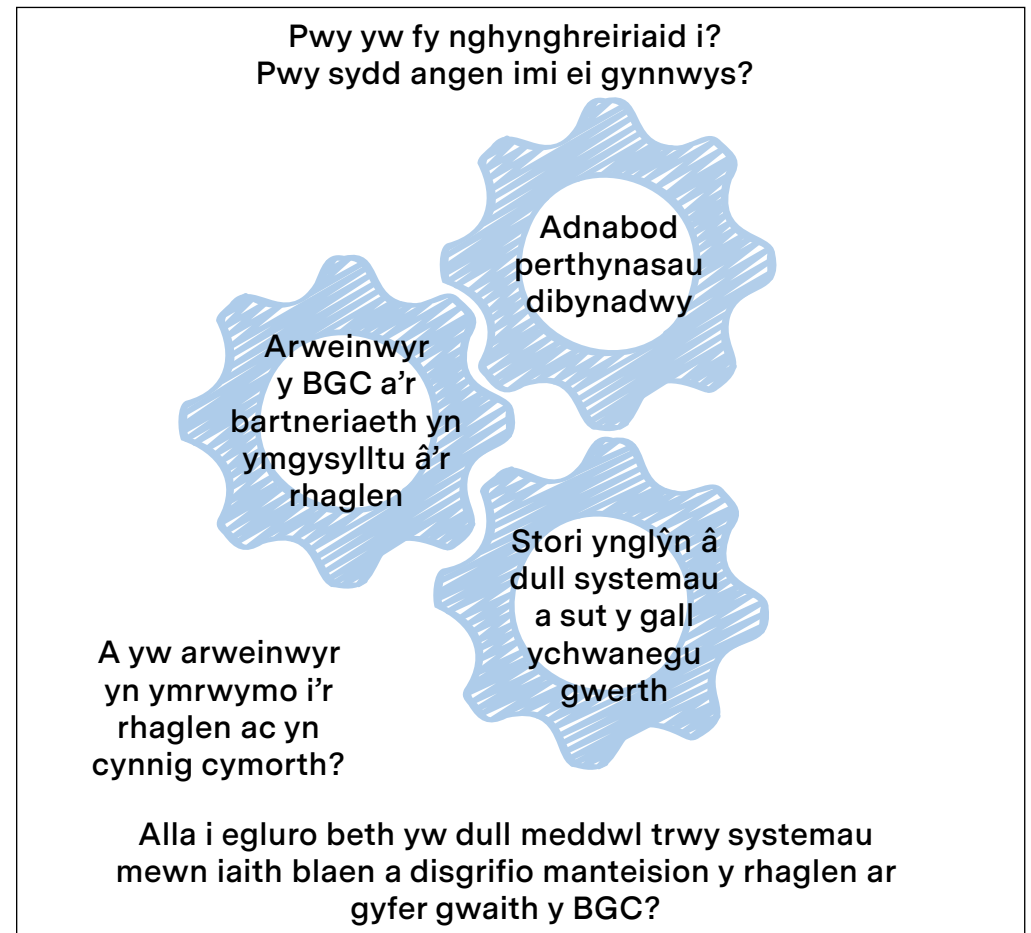 Pwy yw fy nghynghreiriaid i?
Pwy sydd angen imi ei gynnwys?
Adnabod
perthynasau
dibynadwy
Arweinwyr
y BGC a'r
bartneriaeth yn
ymgysylltu â'r
rhaglen
Stori ynglŷn â
dull systemau
a sut y gall
ychwanegu
gwerth
A yw arweinwyr
yn ymrwymo i'r
rhaglen ac yn
cynnig cymorth?
Alla i egluro beth yw dull meddwl trwy systemau
mewn iaith blaen a disgrifio manteision y rhaglen ar
gyfer gwaith y BGC?